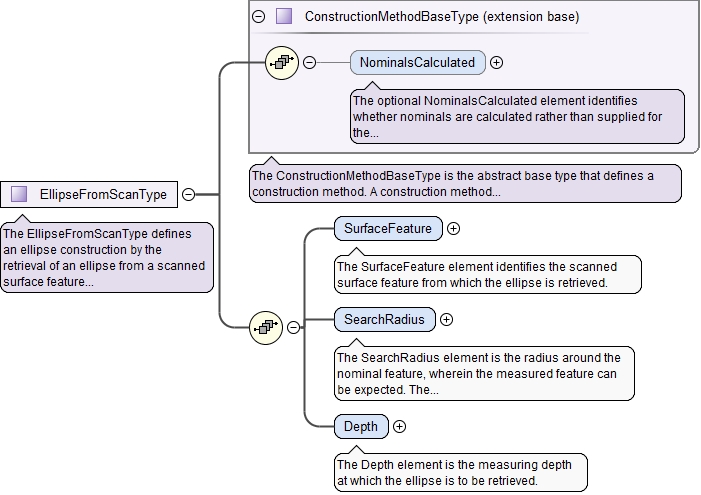 ConstructionMethodBaseType (extension base)
NominalsCalculated
The optional NominalsCalculated element identifies
whether nominals are calculated rather than supplied for
the...
The ConstructionMethodBaseType is the abstract base type that defines a
construction method. A construction method...
EllipseFromScanType
The EllipseFromScanType defines
an ellipse construction by the
retrieval of an ellipse from a scanned
surface feature...
SurfaceFeature
The SurfaceFeature element identifies the scanned
surface feature from which the ellipse is retrieved.
SearchRadius
The SearchRadius element is the radius around the
nominal feature, wherein the measured feature can
be expected. The...
Depth
The Depth element is the measuring depth
at which the ellipse is to be retrieved.